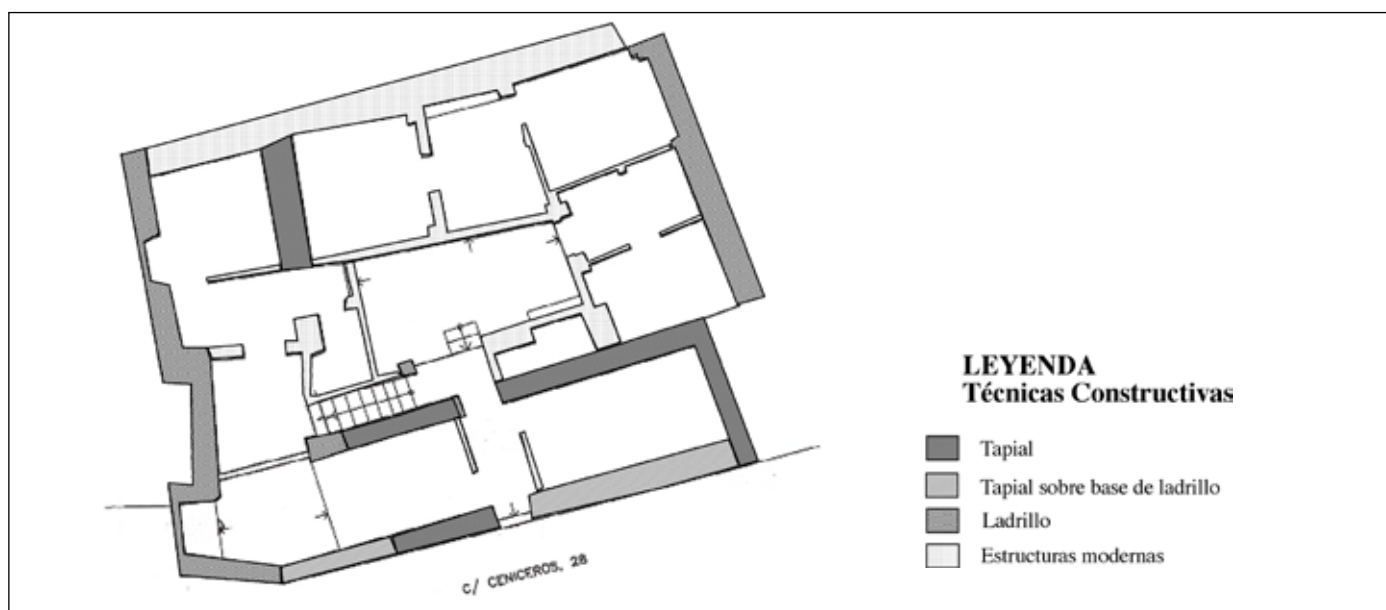 LEYENDA
Técnicas Constructivas
Tapial
Tapial sobre base de ladrillo
Ladrillo
Estructuras modernas
C/ CENICEROS, 28